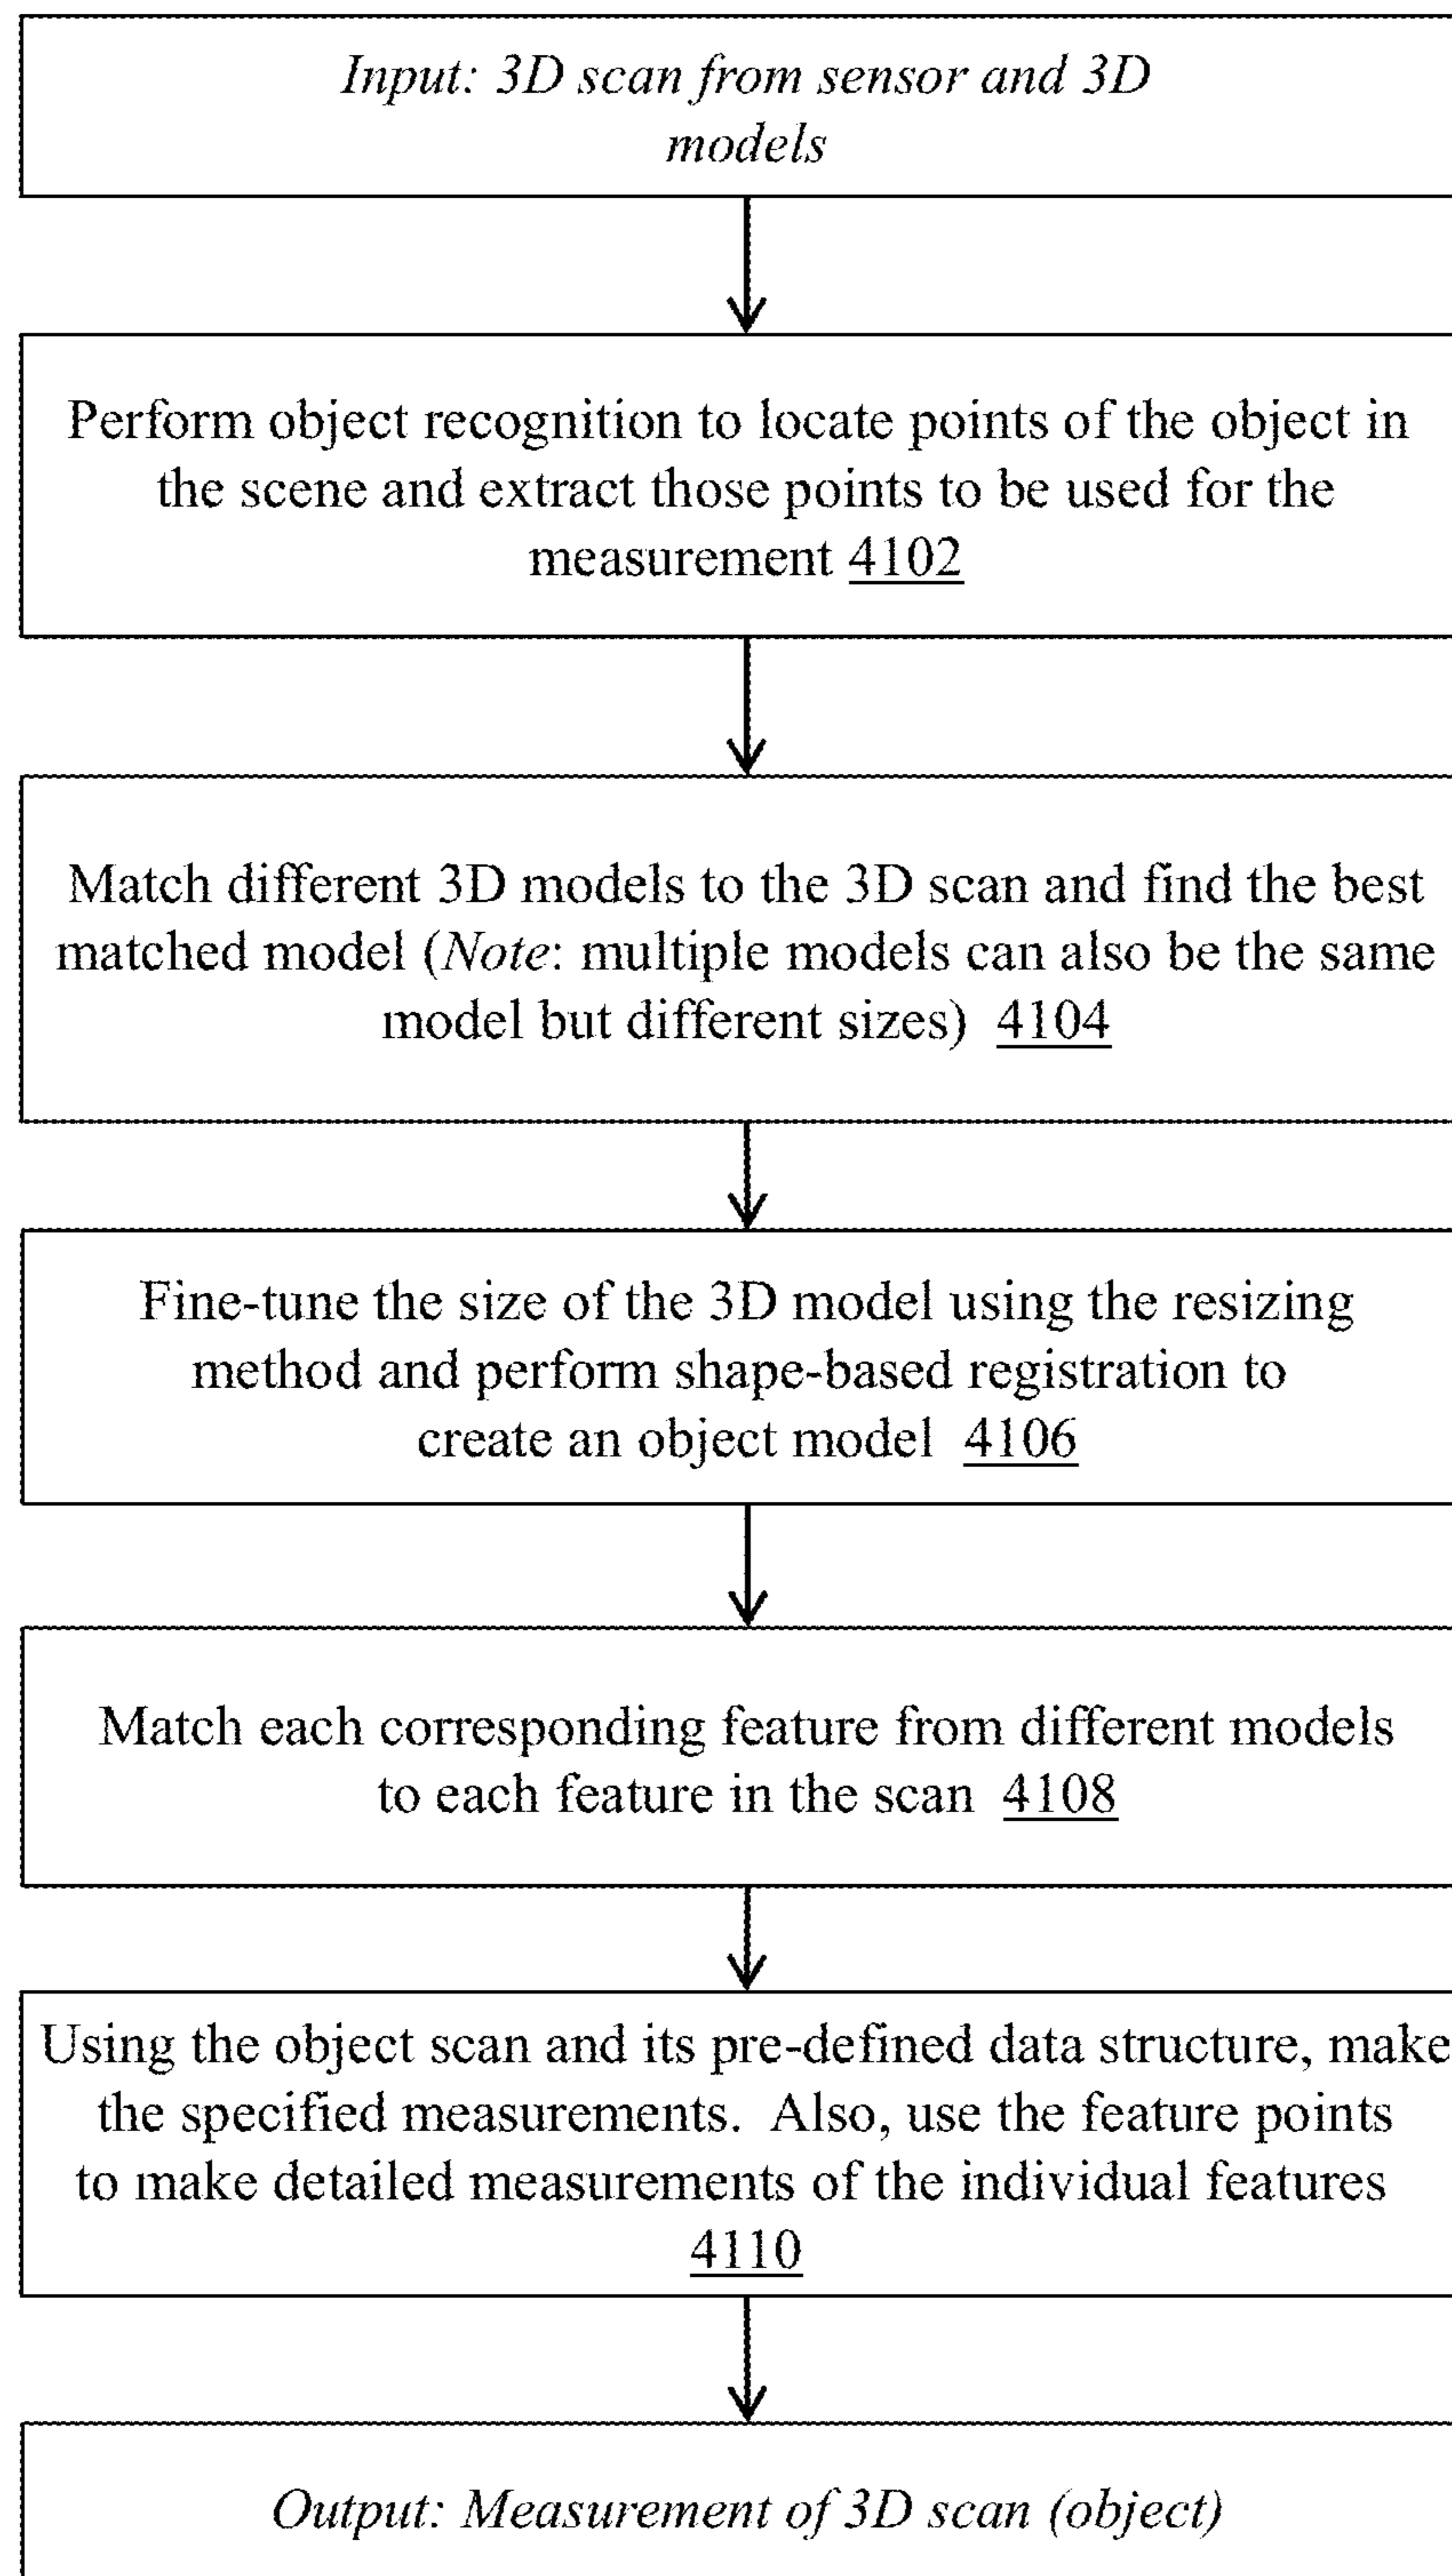 Input: 3D scan from sensor and 3D
models
Perform object recognition to locate points of the object in
the scene and extract those points to be used for the
measurement 4102
Match different 3D models to the 3D scan and find the best
matched model (Note: multiple models can also be the same
model but different sizes) 4104
Fine-tune the size of the 3D model using the resizing
method and perform shape-based registration to
create an object model 4106
Match each corresponding feature from different models
to each feature in the scan 4108
Using the object scan and its pre-defined data structure, make
the specified measurements. Also, use the feature points
to make detailed measurements of the individual features
4110
Output: Measurement of 3D scan (object)